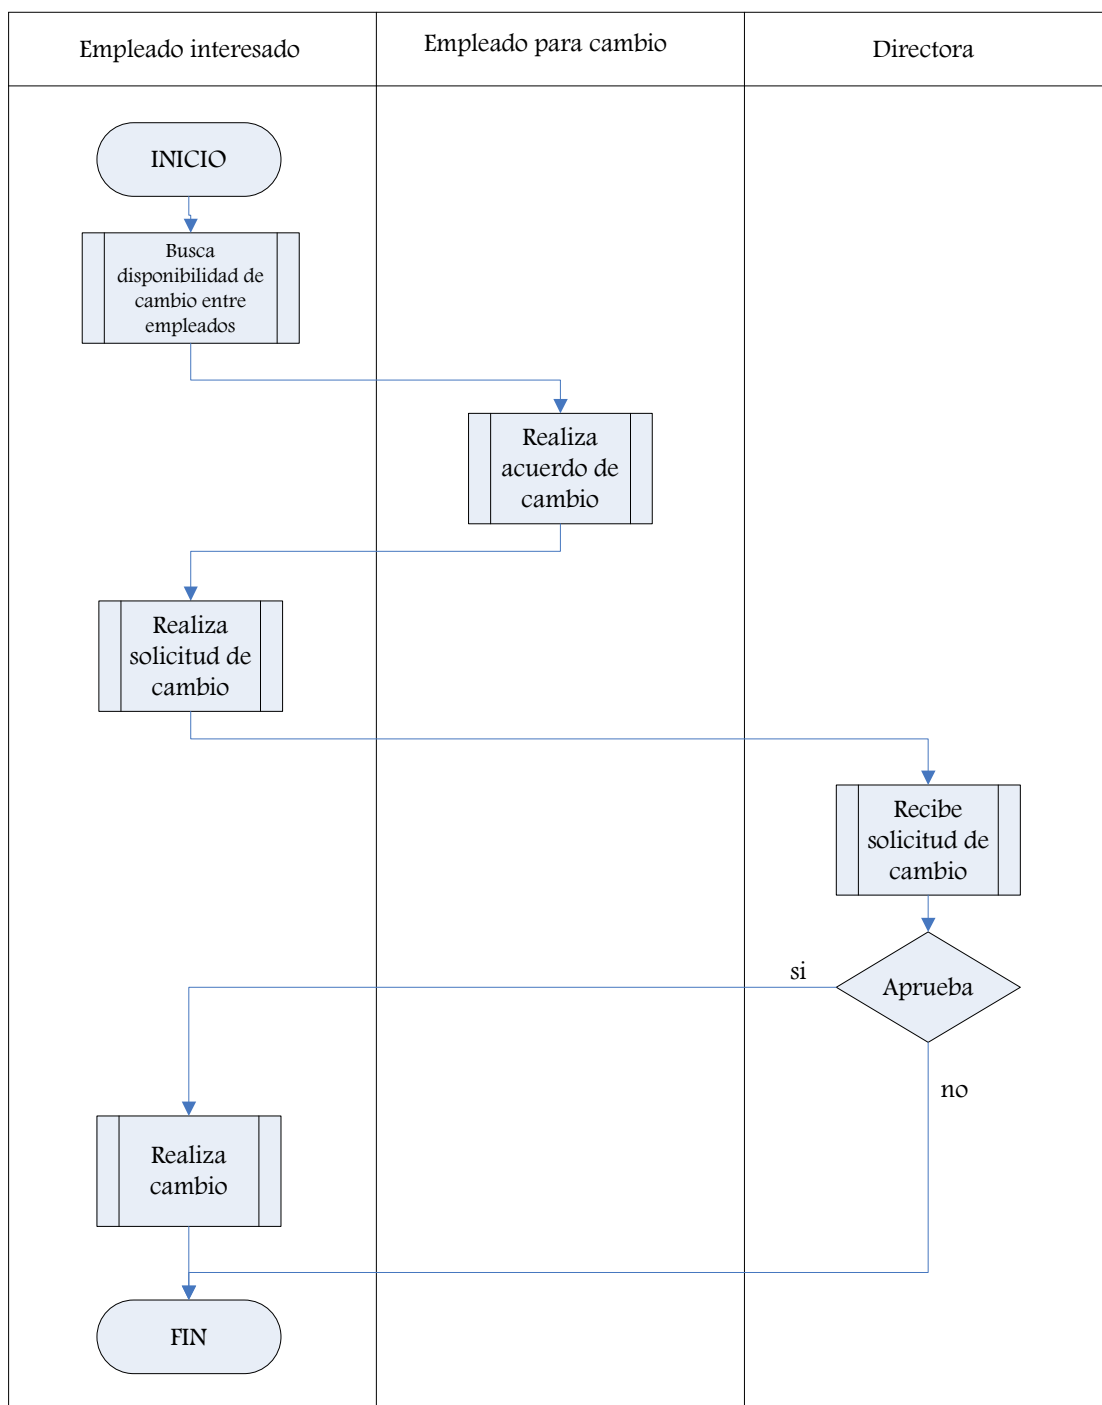 Empleado interesado
Empleado para cambio
Directora
INICIO
Busca
disponibilidad de
cambio entre
empleados
Realiza
acuerdo de
cambio
Realiza
solicitud de
cambio
Recibe
solicitud de
cambio
si
Aprueba
no
Realiza
cambio
FIN